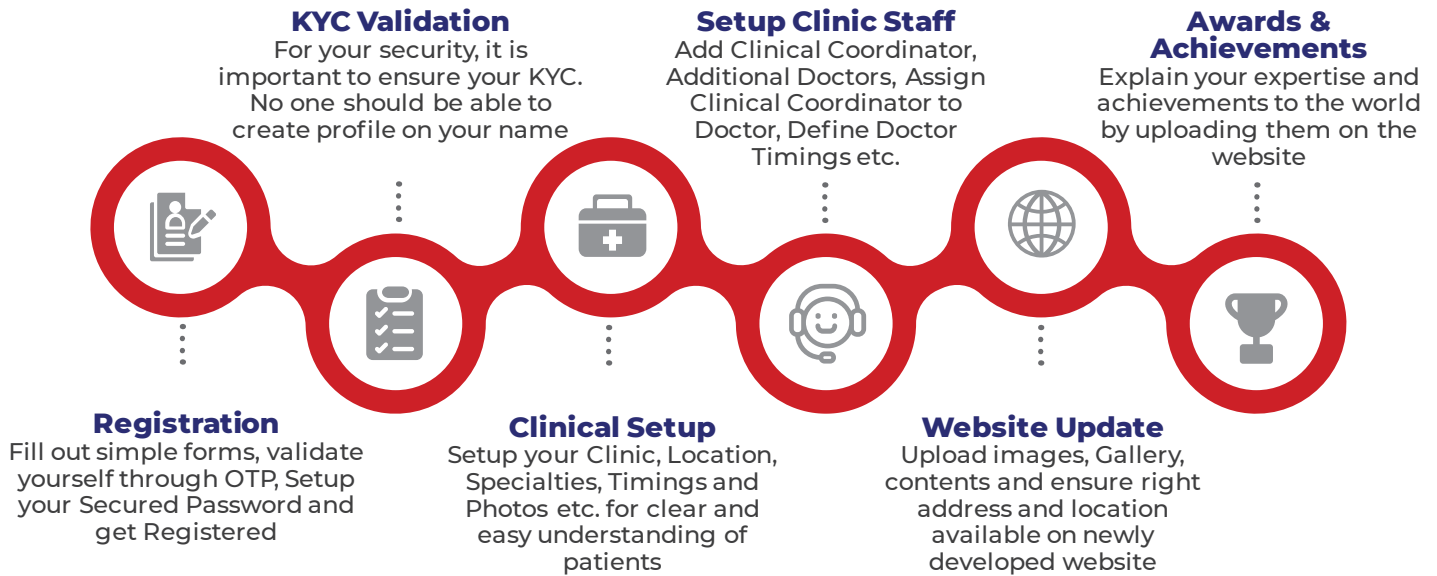 KYC Validation
For your security, it is
important to ensure your KYC.
No one should be able to
create profile on your name
Setup Clinic Staff
Add Clinical Coordinator,
Additional Doctors, Assign
Clinical Coordinator to
Doctor, Define Doctor
Timings etc.
Awards &
Achievements
Explain your expertise and
achievements to the world
by uploading them on the
website
Registration
Fill out simple forms, validate
yourself through OTP, Setup
your Secured Password and
get Registered
Clinical Setup
Setup your Clinic, Location,
Specialties, Timings and
Photos etc. for clear and
easy understanding of
patients
Website Update
Upload images, Gallery,
contents and ensure right
address and location
available on newly
developed website